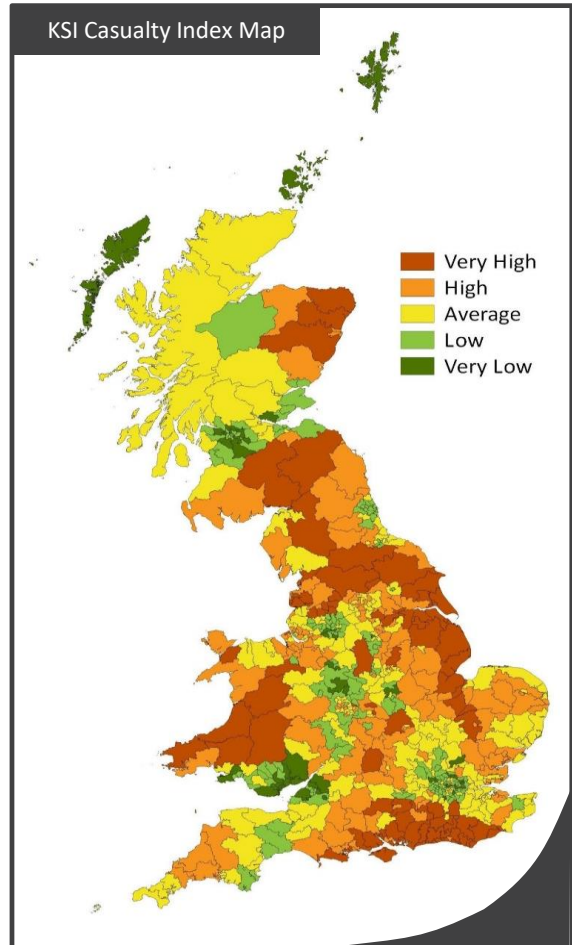 KSI Casualty Index Map
Very High
High
Average
Low
Very Low